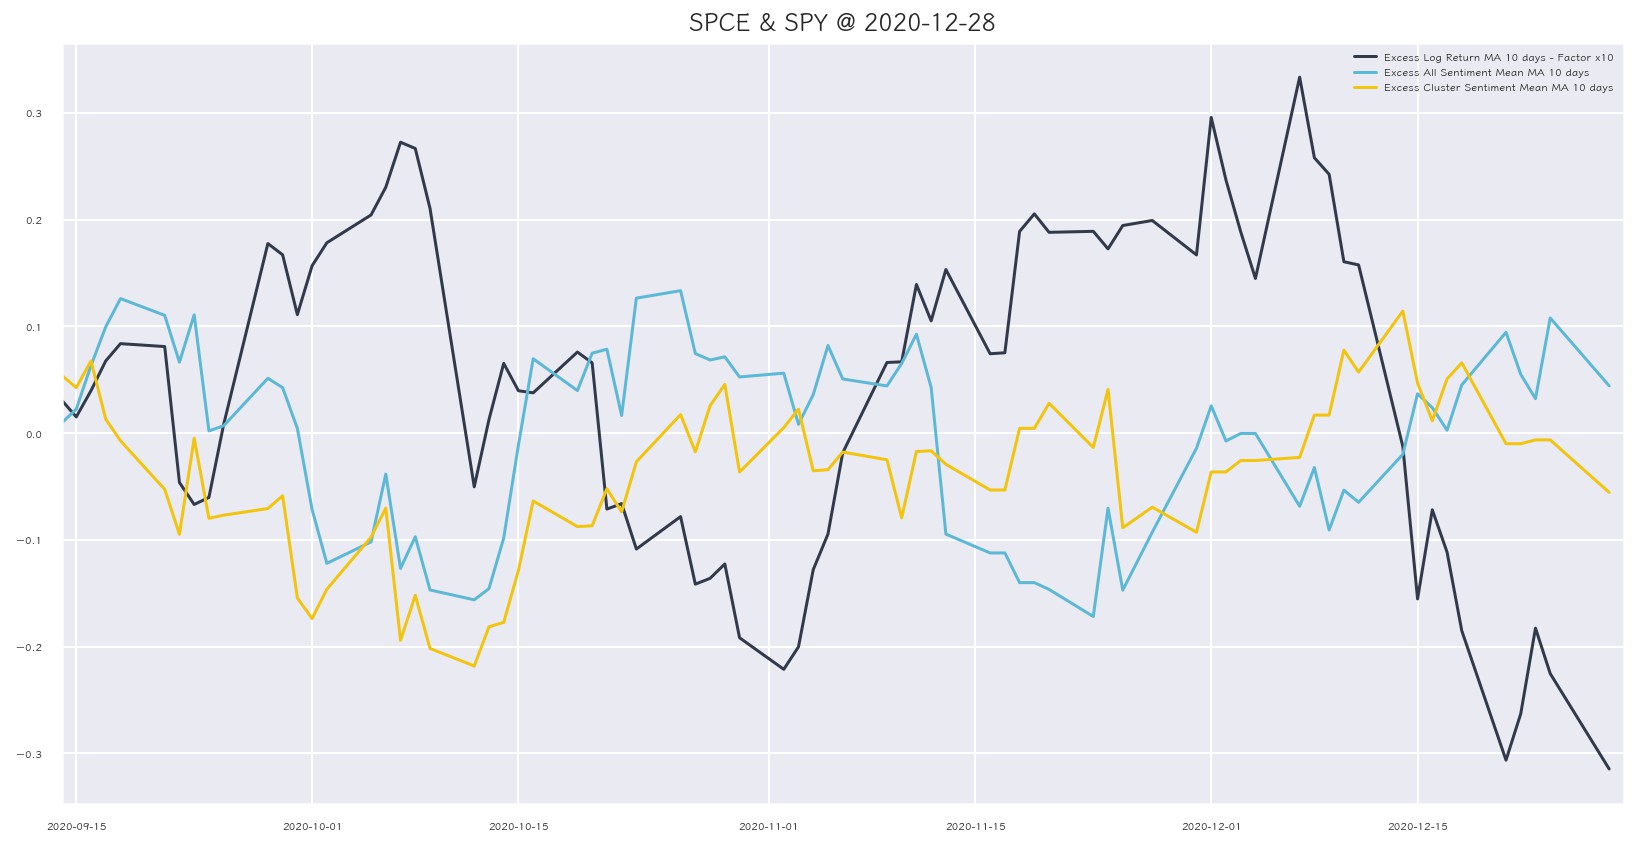 SPCE & SPY @ 2020-12-28
Excess Log Return MA 10 days - Factor x10
Excess All Sentiment Mean MA 10 days
Excess Cluster Sentiment Mean MA 10 days
0.3
0.2
0.1
0.0
−0.1
−0.2
−0.3
2020-09-15 2020-10-01 2020-10-15 2020-11-01 2020-11-15 2020-12-01 2020-12-15